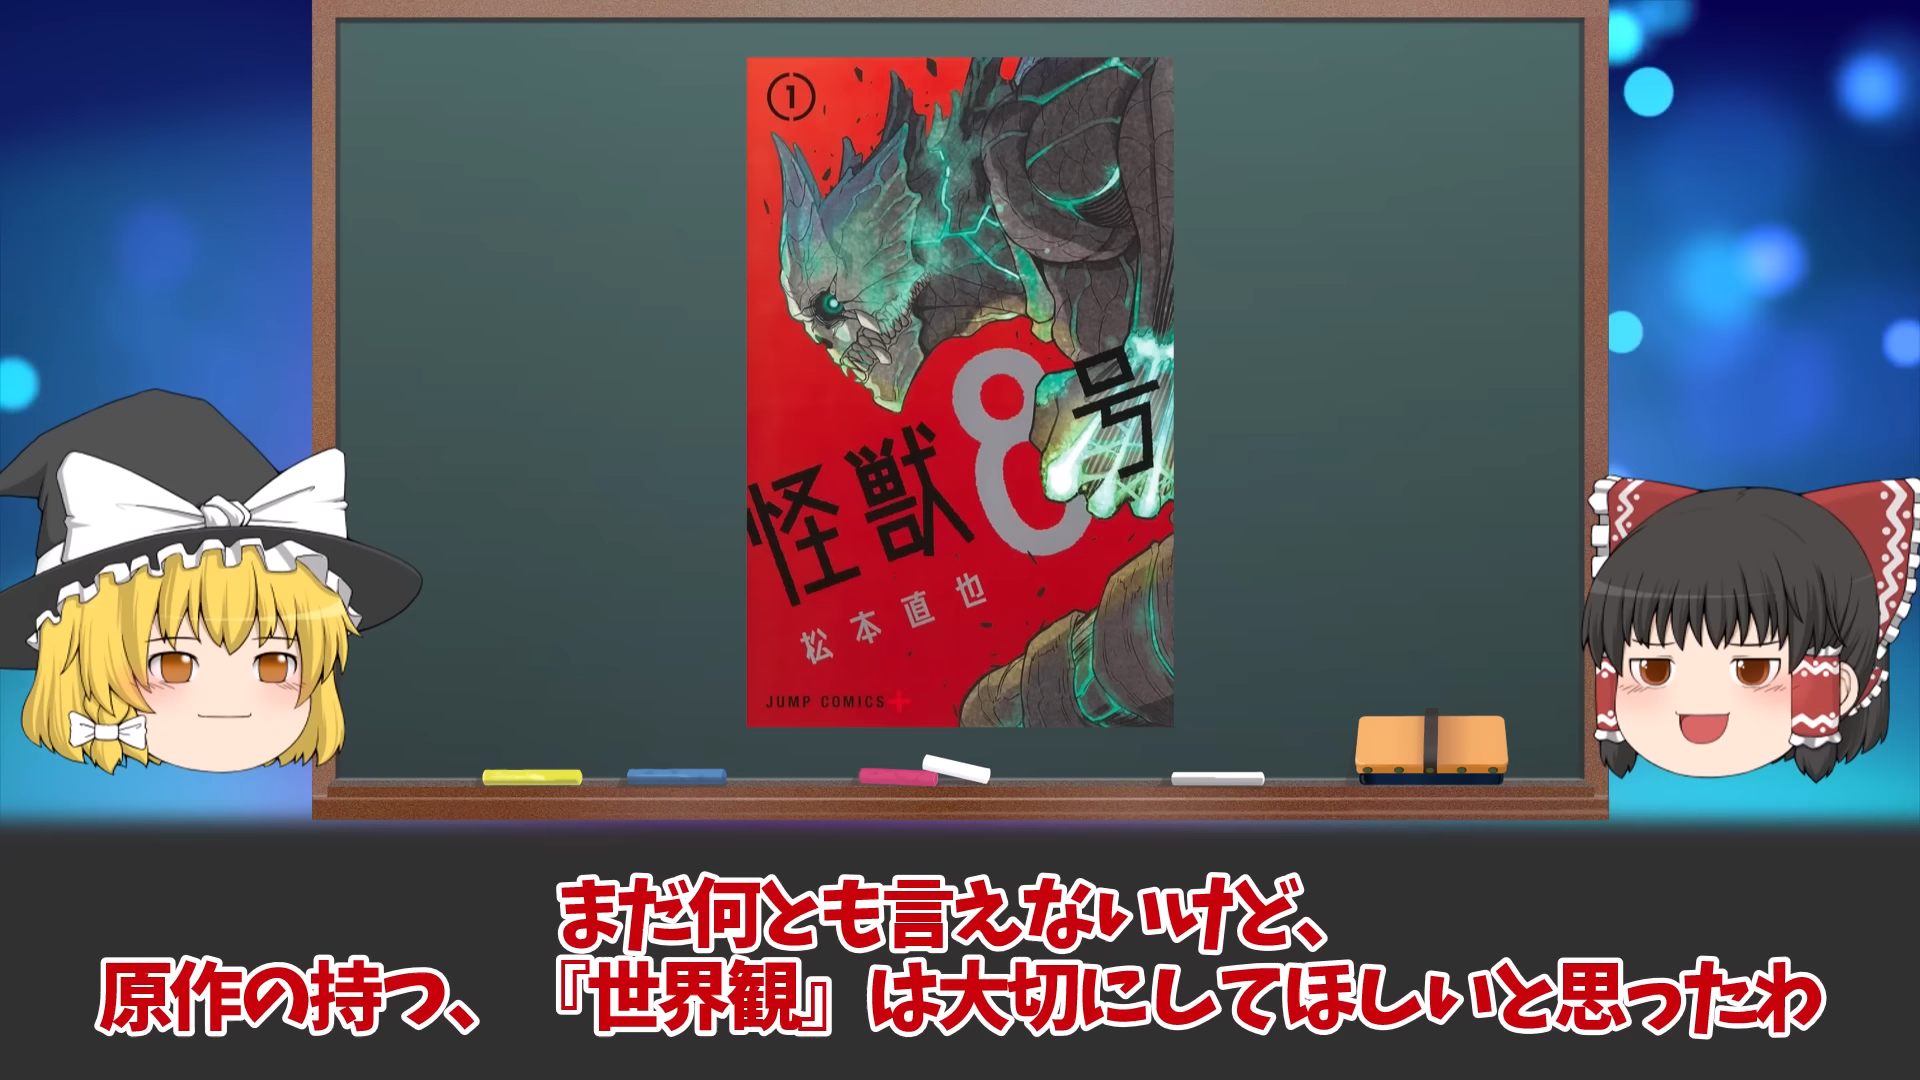 1
怪獣8号
松本直也
JUMP COMICS+
まだ何とも言えないけど、
原作の持つ、『世界観』は大切にしてほしいと思ったわ